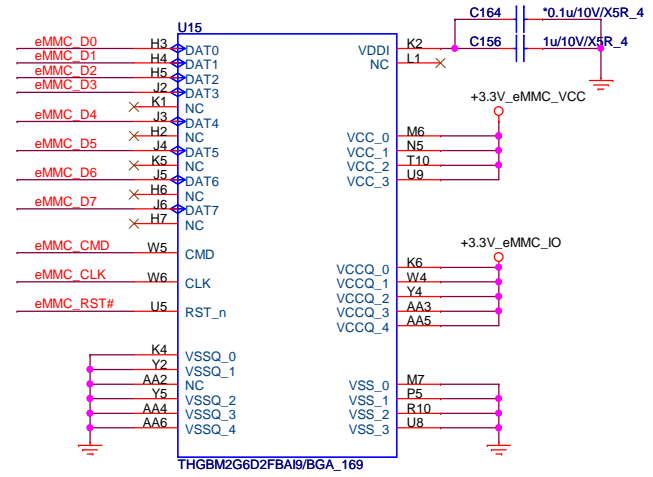 U15
C164 *0.1u/10V/X5R_4
eMMC_D0 H3 DAT0 VDDI K2 C156 1u/10V/X5R_4
eMMC_D1 H4 DAT1 NC L1
eMMC_D2 H5 DAT2
eMMC_D3 J2 DAT3
+3.3V_eMMC_VCC
K1 NC
eMMC_D4 J3 DAT4
H2 NC VCC_0 M6
eMMC_D5 J4 DAT5 VCC_1 N5
K5 NC VCC_2 T10
eMMC_D6 J5 DAT6 VCC_3 U9
H6 NC
eMMC_D7 J6 DAT7
H7 NC
+3.3V_eMMC_IO
eMMC_CMD W5 CMD
VCCQ_0 K6
eMMC_CLK W6 CLK VCCQ_1 W4
VCCQ_2 Y4
eMMC_RST# U5 RST_n VCCQ_3 AA3
VCCQ_4 AA5
K4 VSSQ_0
Y2 VSSQ_1
AA2 NC VSS_0 M7
Y5 VSSQ_2 VSS_1 P5
AA4 VSSQ_3 VSS_2 R10
AA6 VSSQ_4 VSS_3 U8
THGBM2G6D2FBAI9/BGA_169